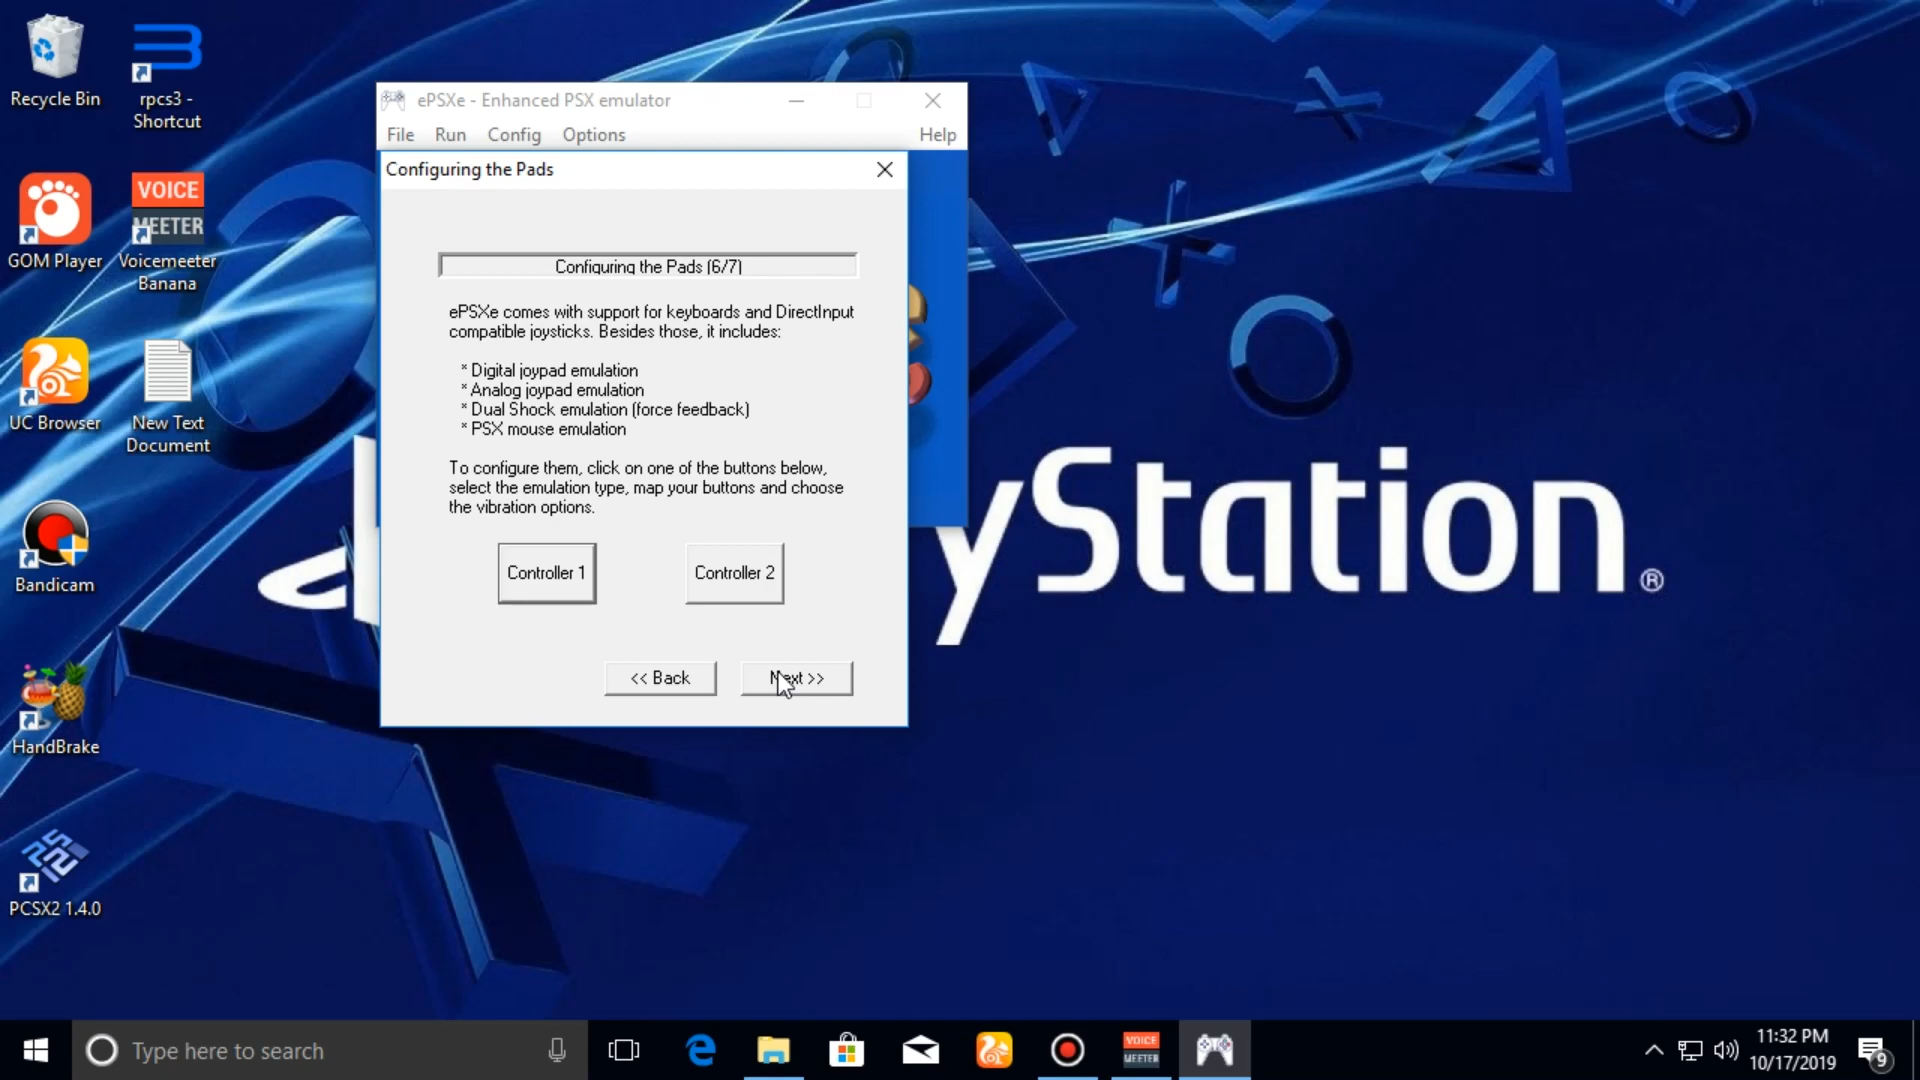 Recycle Bin
rpcs3 -
Shortcut
VOICE
MEETER
GOM Player
Voicemeeter
Banana
UC Browser
New Text
Document
Bandicam
HandBrake
PCSX2 1.4.0
ePSXe - Enhanced PSX emulator
File Run Config Options Help
Configuring the Pads
Configuring the Pads (6/7)
ePSXe comes with support for keyboards and DirectInput
compatible joysticks. Besides those, it includes:
* Digital joypad emulation
* Analog joypad emulation
* Dual Shock emulation (force feedback)
* PSX mouse emulation
To configure them, click on one of the buttons below,
select the emulation type, map your buttons and choose
the vibration options.
Controller 1
Controller 2
<< Back
Next >>
yStation®
Type here to search
VOICE
MEETER
11:32 PM
10/17/2019
9